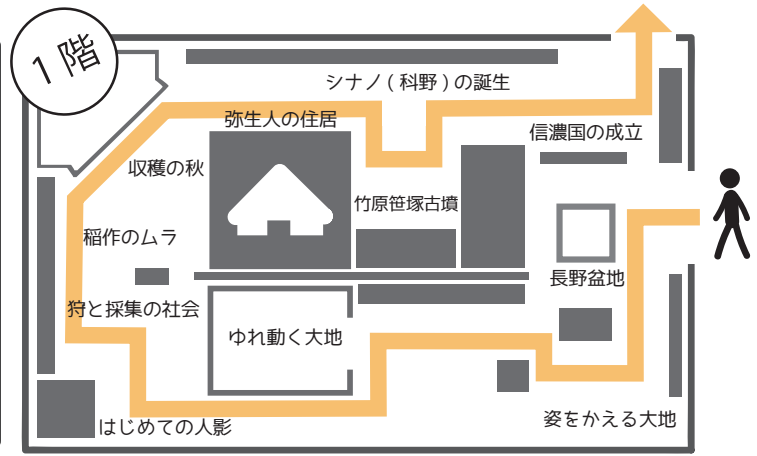 1階
シナノ(科野)の誕生
弥生人の住居
信濃国の成立
収穫の秋
竹原笹塚古墳
稲作のムラ
長野盆地
狩と採集の社会
ゆれ動く大地
はじめての人影
姿をかえる大地